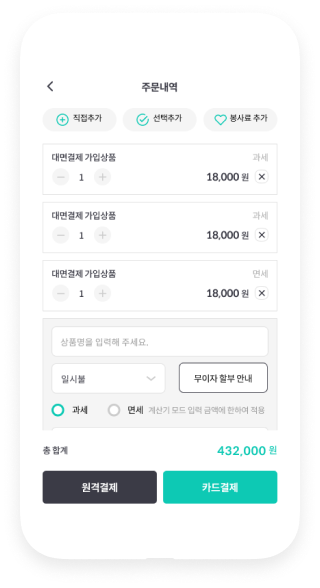 주문내역
직접추가 선택추가 봉사료 추가
대면결제 가입상품 과세
1 18,000 원
대면결제 가입상품 과세
1 18,000 원
대면결제 가입상품 면세
1 18,000 원
상품명을 입력해 주세요.
일시불 무이자 할부 안내
과세 면세 계산기 모드 입력 금액에 한하여 적용
총 합계 432,000 원
원격결제 카드결제